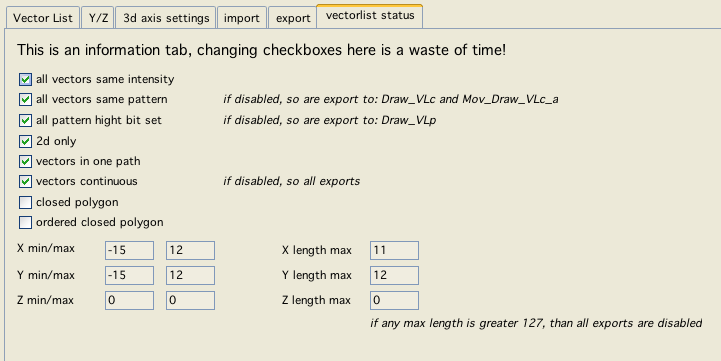 Vector List Y/Z 3d axis settings import export vectorlist status
This is an information tab, changing checkboxes here is a waste of time!
all vectors same intensity
all vectors same pattern if disabled, so are export to: Draw_VLc and Mov_Draw_VLc_a
all pattern hight bit set if disabled, so are export to: Draw_VLp
2d only
vectors in one path
vectors continuous if disabled, so all exports
closed polygon
ordered closed polygon
X min/max -15 12 X length max 11
Y min/max -15 12 Y length max 12
Z min/max 0 0 Z length max 0
if any max length is greater 127, than all exports are disabled